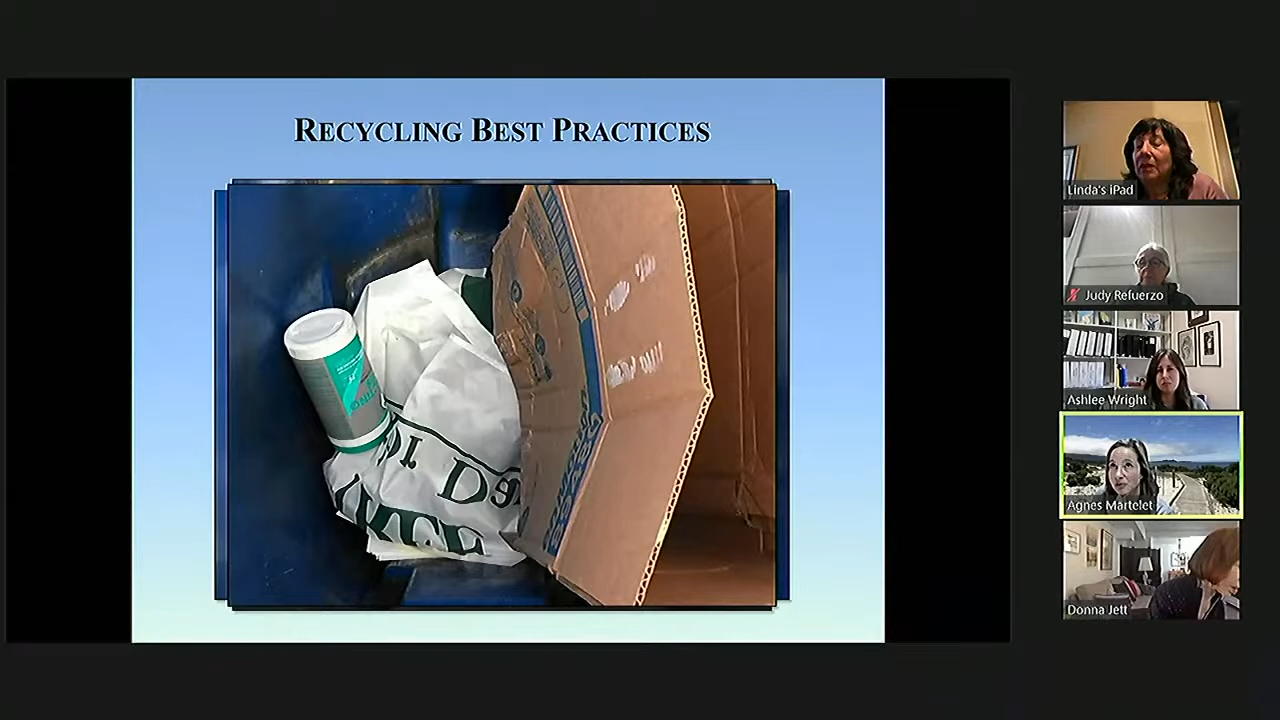 RECYCLING BEST PRACTICES
Linda's iPad
Judy Refuerzo
Ashlee Wright
Agnes Martelet
Donna Jett